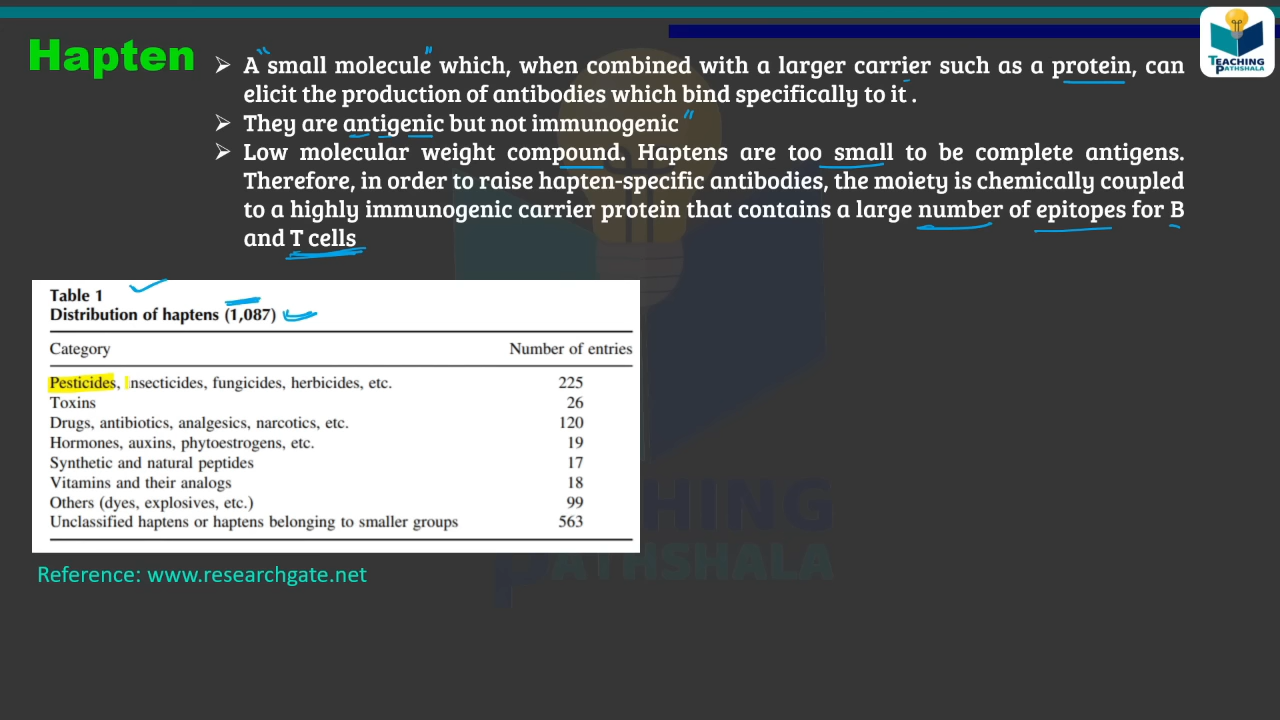 Hapten
➢ A "small molecule" which, when combined with a larger carrier such as a protein, can
elicit the production of antibodies which bind specifically to it .
➢ They are antigenic but not immunogenic"
➢ Low molecular weight compound. Haptens are too small to be complete antigens.
Therefore, in order to raise hapten-specific antibodies, the moiety is chemically coupled
to a highly immunogenic carrier protein that contains a large number of epitopes for B
and T cells
TEACHING
PATHSHALA
Table 1
Distribution of haptens (1,087)
Category Number of entries
Pesticides, Insecticides, fungicides, herbicides, etc. 225
Toxins 26
Drugs, antibiotics, analgesics, narcotics, etc. 120
Hormones, auxins, phytoestrogens, etc. 19
Synthetic and natural peptides 17
Vitamins and their analogs 18
Others (dyes, explosives, etc.) 99
Unclassified haptens or haptens belonging to smaller groups 563
HING
PATHSHALA
Reference: www.researchgate.net